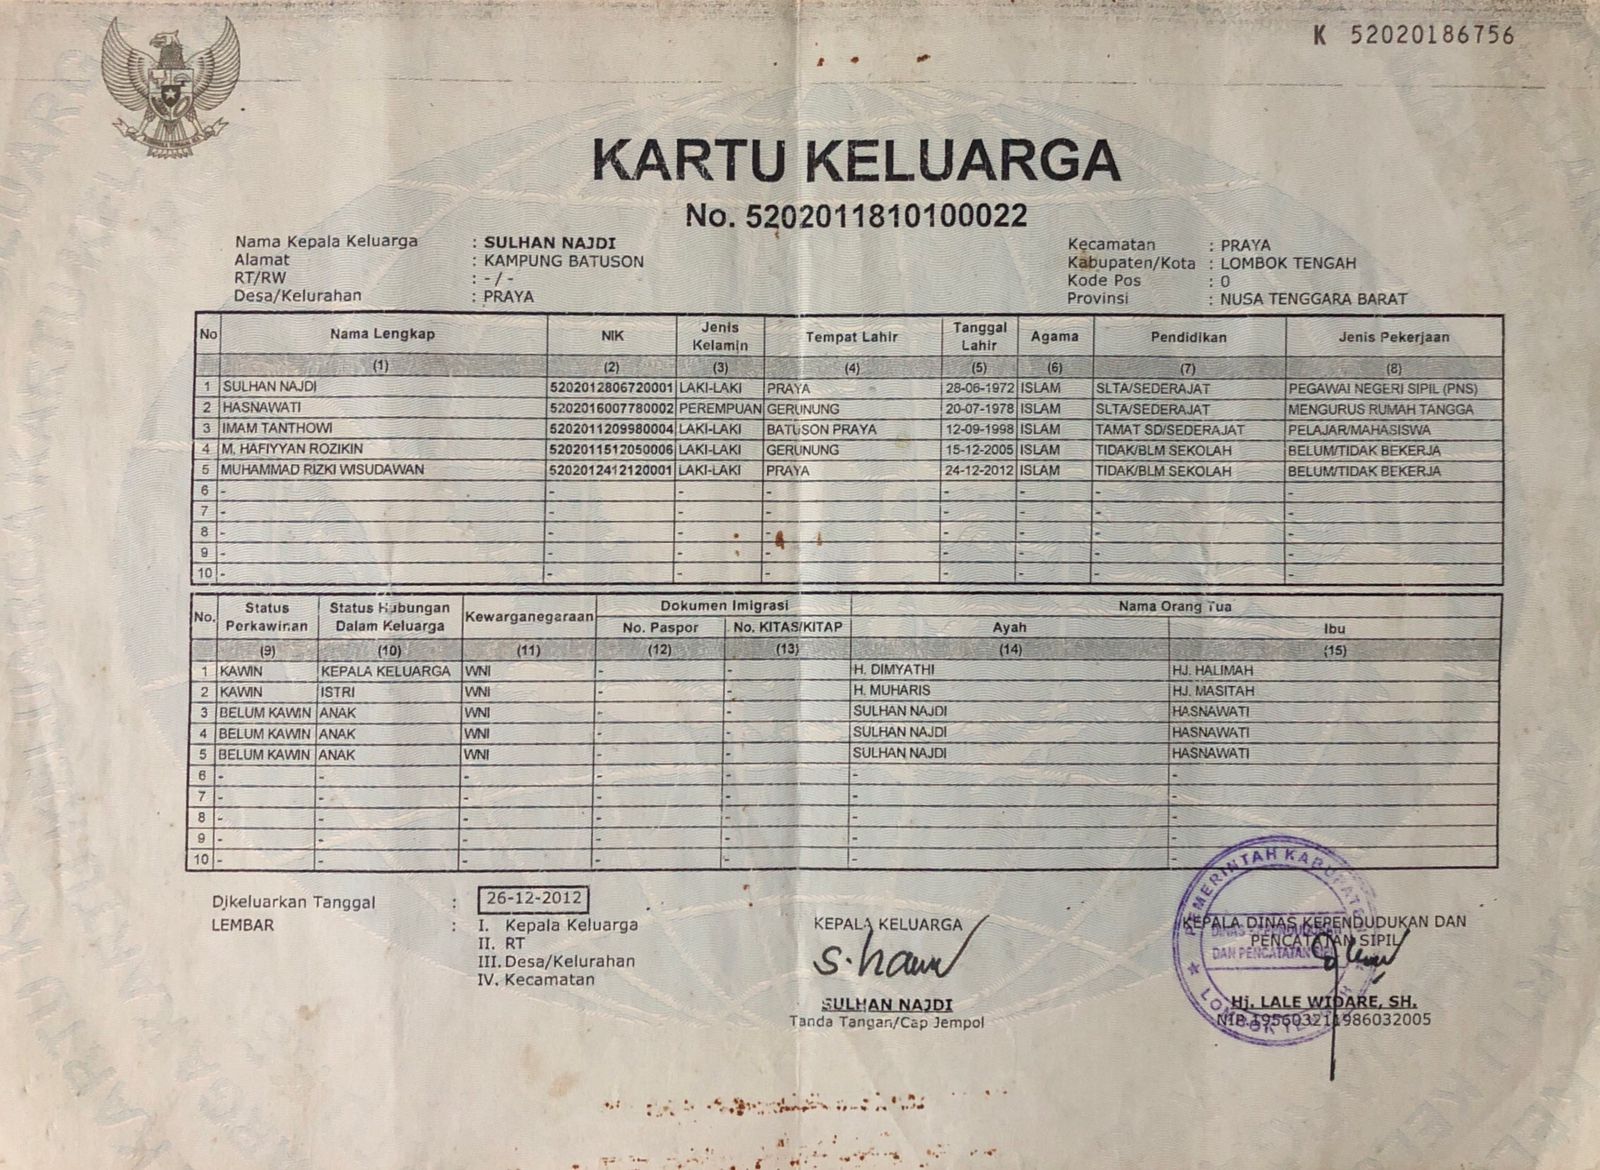 K 52020186756
KARTU KELUARGA
No. 5202011810100022
Nama Kepala Keluarga : SULHAN NAJDI
Alamat : KAMPUNG BATUSON
RT/RW : - / -
Desa/Kelurahan : PRAYA
Kecamatan : PRAYA
Kabupaten/Kota : LOMBOK TENGAH
Kode Pos : 0
Provinsi : NUSA TENGGARA BARAT
No Nama Lengkap NIK Jenis Kelamin Tempat Lahir Tanggal Lahir Agama Pendidikan Jenis Pekerjaan
(1) (2) (3) (4) (5) (6) (7) (8)
1 SULHAN NAJDI 5202012806720001 LAKI-LAKI PRAYA 28-06-1972 ISLAM SLTA/SEDERAJAT PEGAWAI NEGERI SIPIL (PNS)
2 HASNAWATI 5202016007780002 PEREMPUAN GERUNUNG 20-07-1978 ISLAM SLTA/SEDERAJAT MENGURUS RUMAH TANGGA
3 IMAM TANTHOWI 5202011209980004 LAKI-LAKI BATUSON PRAYA 12-09-1998 ISLAM TAMAT SD/SEDERAJAT PELAJAR/MAHASISWA
4 M. HAFIYYAN ROZIKIN 5202011512050006 LAKI-LAKI GERUNUNG 15-12-2005 ISLAM TIDAK/BLM SEKOLAH BELUM/TIDAK BEKERJA
5 MUHAMMAD RIZKI WISUDAWAN 5202012412120001 LAKI-LAKI PRAYA 24-12-2012 ISLAM TIDAK/BLM SEKOLAH BELUM/TIDAK BEKERJA
6 - - - - - - - -
7 - - - - - - - -
8 - - - - - - - -
9 - - - - - - - -
10 - - - - - - - -
No. Status Perkawinan Status Hubungan Dalam Keluarga Kewarganegaraan Dokumen Imigrasi Nama Orang Tua
No. Paspor No. KITAS/KITAP Ayah Ibu
(9) (10) (11) (12) (13) (14) (15)
1 KAWIN KEPALA KELUARGA WNI - - H. DIMYATHI HJ. HALIMAH
2 KAWIN ISTRI WNI - - H. MUHARIS HJ. MASITAH
3 BELUM KAWIN ANAK WNI - - SULHAN NAJDI HASNAWATI
4 BELUM KAWIN ANAK WNI - - SULHAN NAJDI HASNAWATI
5 BELUM KAWIN ANAK WNI - - SULHAN NAJDI HASNAWATI
6 - - - - - - -
7 - - - - - - -
8 - - - - - - -
9 - - - - - - -
10 - - - - - - -
Dikeluarkan Tanggal : 26-12-2012
LEMBAR : I. Kepala Keluarga
II. RT
III. Desa/Kelurahan
IV. Kecamatan
KEPALA KELUARGA
SULHAN NAJDI
Tanda Tangan/Cap Jempol
KEPALA DINAS KEPENDUDUKAN DAN
PENCATATAN SIPIL
Hj. LALE WIDARE, SH.
NIP.195603211986032005
PEMERINTAH KABUPATEN
DINAS KEPENDUDUKAN
DAN PENCATATAN SIPIL
LOMBOK TENGAH